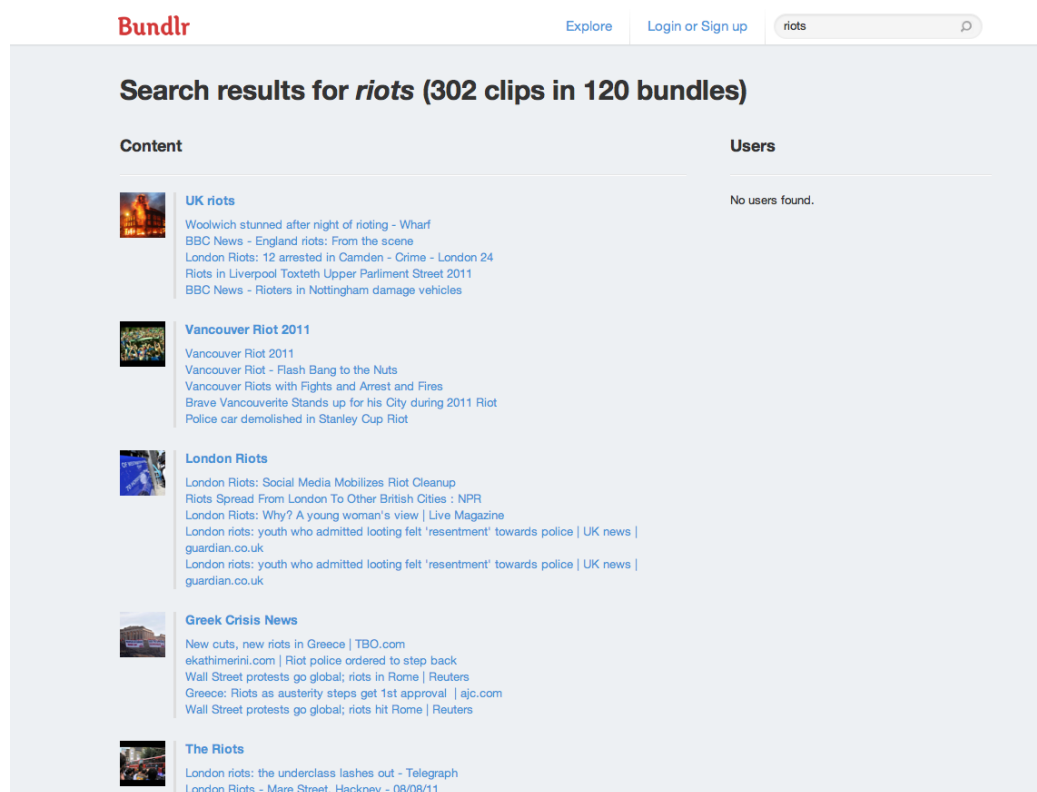 Bundlr
Explore
Login or Sign up
riots
Search results for riots (302 clips in 120 bundles)
Content
Users
No users found.
UK riots
Woolwich stunned after night of rioting - Wharf
BBC News - England riots: From the scene
London Riots: 12 arrested in Camden - Crime - London 24
Riots in Liverpool Toxteth Upper Parliment Street 2011
BBC News - Rioters in Nottingham damage vehicles
Vancouver Riot 2011
Vancouver Riot 2011
Vancouver Riot - Flash Bang to the Nuts
Vancouver Riots with Fights and Arrest and Fires
Brave Vancouverite Stands up for his City during 2011 Riot
Police car demolished in Stanley Cup Riot
London Riots
London Riots: Social Media Mobilizes Riot Cleanup
Riots Spread From London To Other British Cities : NPR
London Riots: Why? A young woman's view | Live Magazine
London riots: youth who admitted looting felt 'resentment' towards police | UK news |
guardian.co.uk
London riots: youth who admitted looting felt 'resentment' towards police | UK news |
guardian.co.uk
Greek Crisis News
New cuts, new riots in Greece | TBO.com
ekathimerini.com | Riot police ordered to step back
Wall Street protests go global; riots in Rome | Reuters
Greece: Riots as austerity steps get 1st approval | ajc.com
Wall Street protests go global; riots hit Rome | Reuters
The Riots
London riots: the underclass lashes out - Telegraph
London Riots - Mare Street, Hackney - 08/08/11